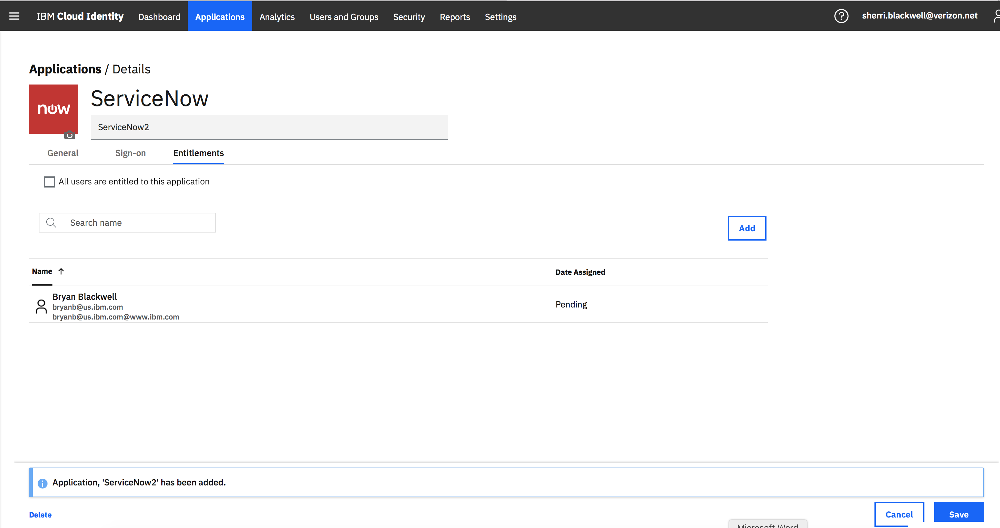 IBM Cloud Identity Dashboard Applications Analytics Users and Groups Security Reports Settings sherri.blackwell@verizon.net
Applications / Details
now
ServiceNow
ServiceNow2
General Sign-on Entitlements
All users are entitled to this application
Search name
Add
Name Date Assigned
Bryan Blackwell
bryanb@us.ibm.com
bryanb@us.ibm.com@www.ibm.com
Pending
Application, 'ServiceNow2' has been added.
Delete Cancel Save
Microsoft Word